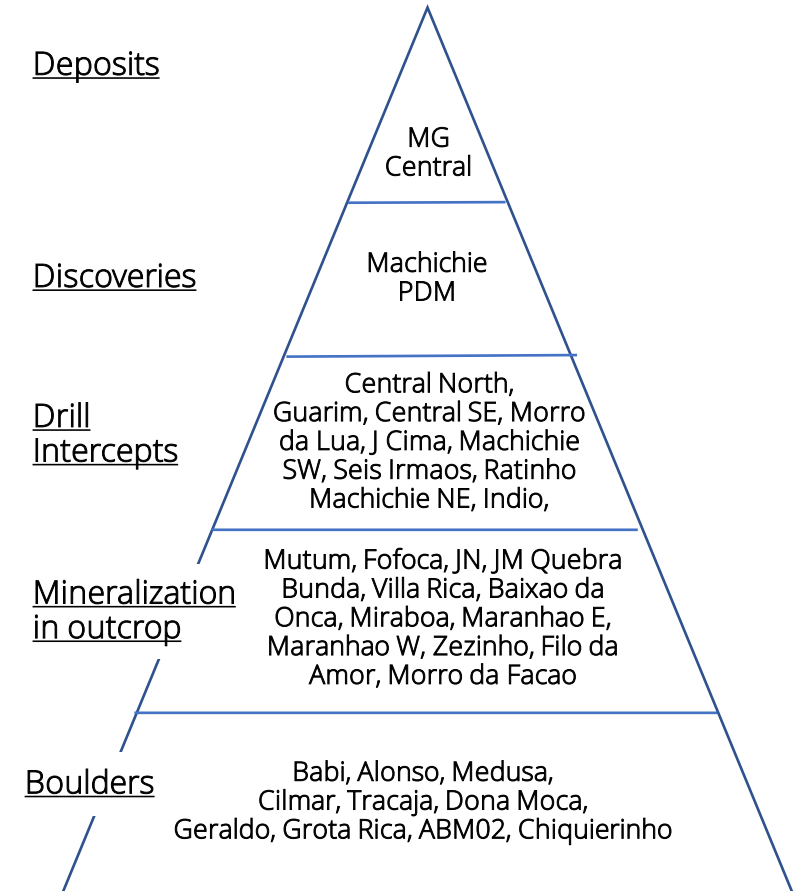 Deposits
MG
Central
Discoveries
Machichie
PDM
Drill
Intercepts
Central North,
Guarim, Central SE, Morro
da Lua, J Cima, Machichie
SW, Seis Irmaos, Ratinho
Machichie NE, Indio,
Mineralization
in outcrop
Mutum, Fofoca, JN, JM Quebra
Bunda, Villa Rica, Baixao da
Onca, Miraboa, Maranhao E,
Maranhao W, Zezinho, Filo da
Amor, Morro da Facao
Boulders
Babi, Alonso, Medusa,
Cilmar, Tracaja, Dona Moca,
Geraldo, Grota Rica, ABM02, Chiquierinho